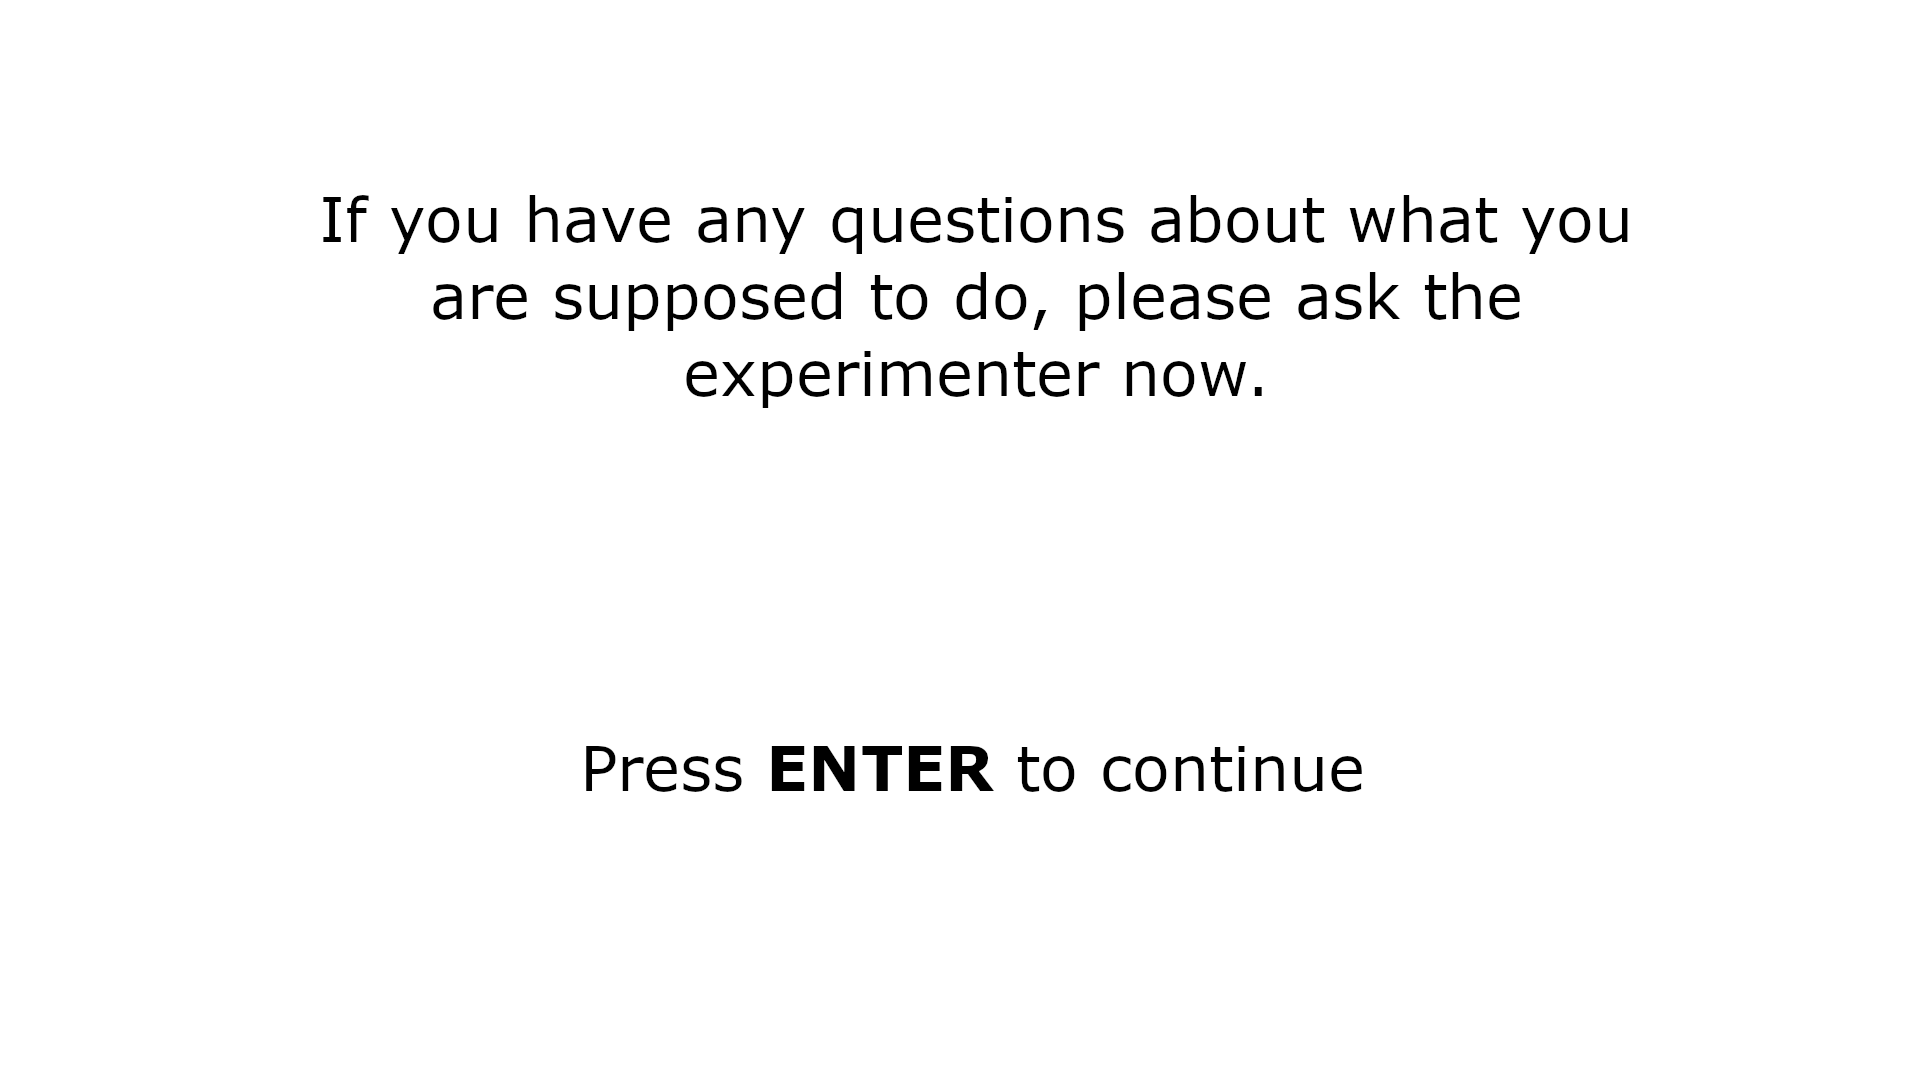 If you have any questions about what you
are supposed to do, please ask the
experimenter now.
Press ENTER to continue